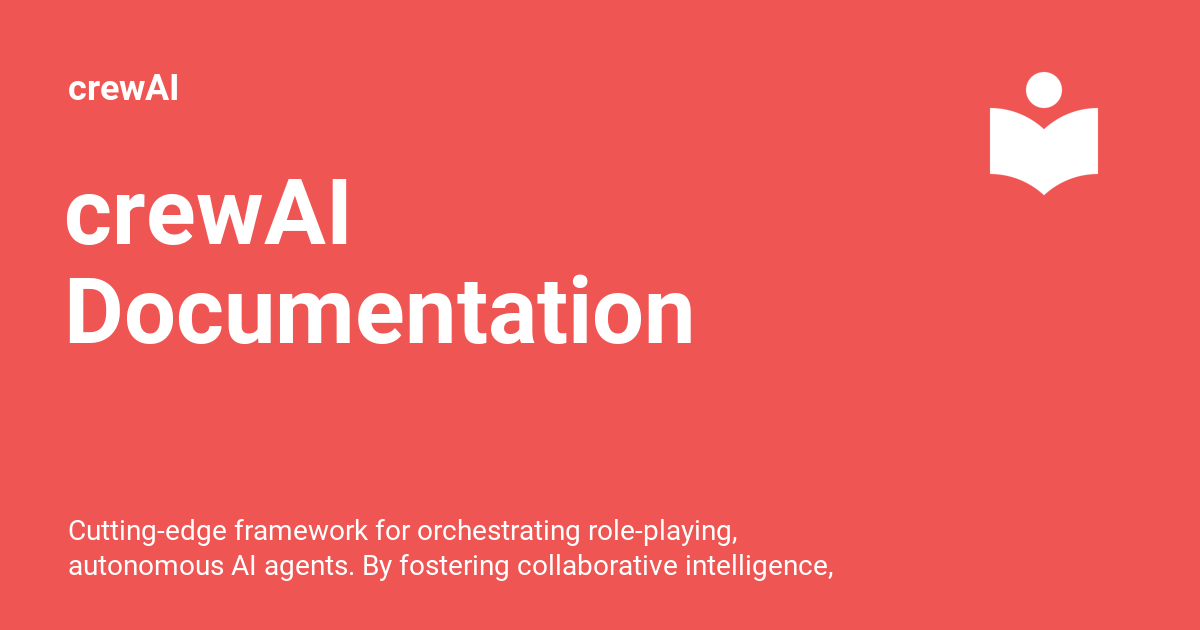 crewAI
crewAI
Documentation
Cutting-edge framework for orchestrating role-playing,
autonomous AI agents. By fostering collaborative intelligence,